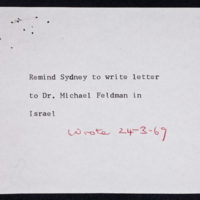 Remind Sydney to write letter
to Dr. Michael Feldman in
Israel
Wrote 24-3-69